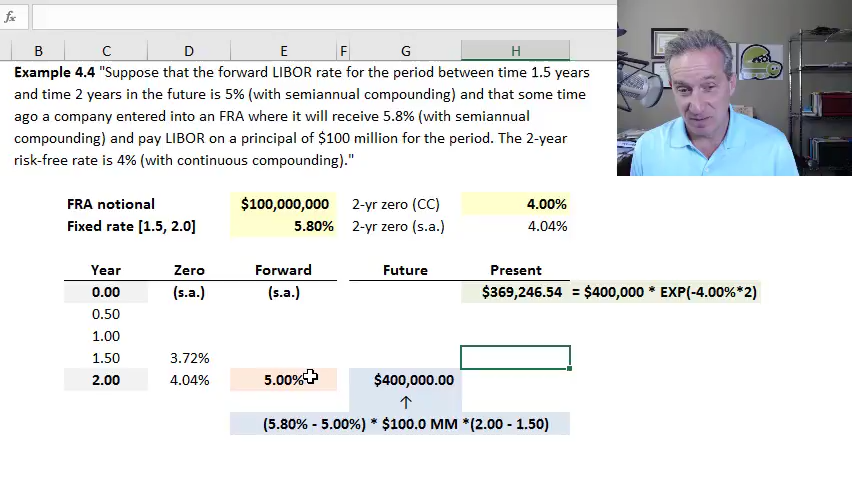 fx
B C D E F G H
Example 4.4 "Suppose that the forward LIBOR rate for the period between time 1.5 years
and time 2 years in the future is 5% (with semiannual compounding) and that some time
ago a company entered into an FRA where it will receive 5.8% (with semiannual
compounding) and pay LIBOR on a principal of $100 million for the period. The 2-year
risk-free rate is 4% (with continuous compounding)."
FRA notional $100,000,000 2-yr zero (CC) 4.00%
Fixed rate [1.5, 2.0] 5.80% 2-yr zero (s.a.) 4.04%
Year Zero Forward Future Present
0.00 (s.a.) (s.a.) $369,246.54 = $400,000 * EXP(-4.00%*2)
0.50
1.00
1.50 3.72%
2.00 4.04% 5.00% $400,000.00
↑
(5.80% - 5.00%) * $100.0 MM *(2.00 - 1.50)